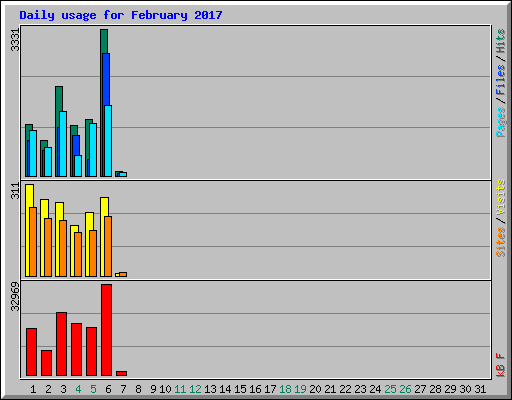 Daily usage for February 2017
3331
Pages / Files / Hits
311
Sites / Visits
32969
kB F
1 2 3 4 5 6 7 8 9 10 11 12 13 14 15 16 17 18 19 20 21 22 23 24 25 26 27 28 29 30 31